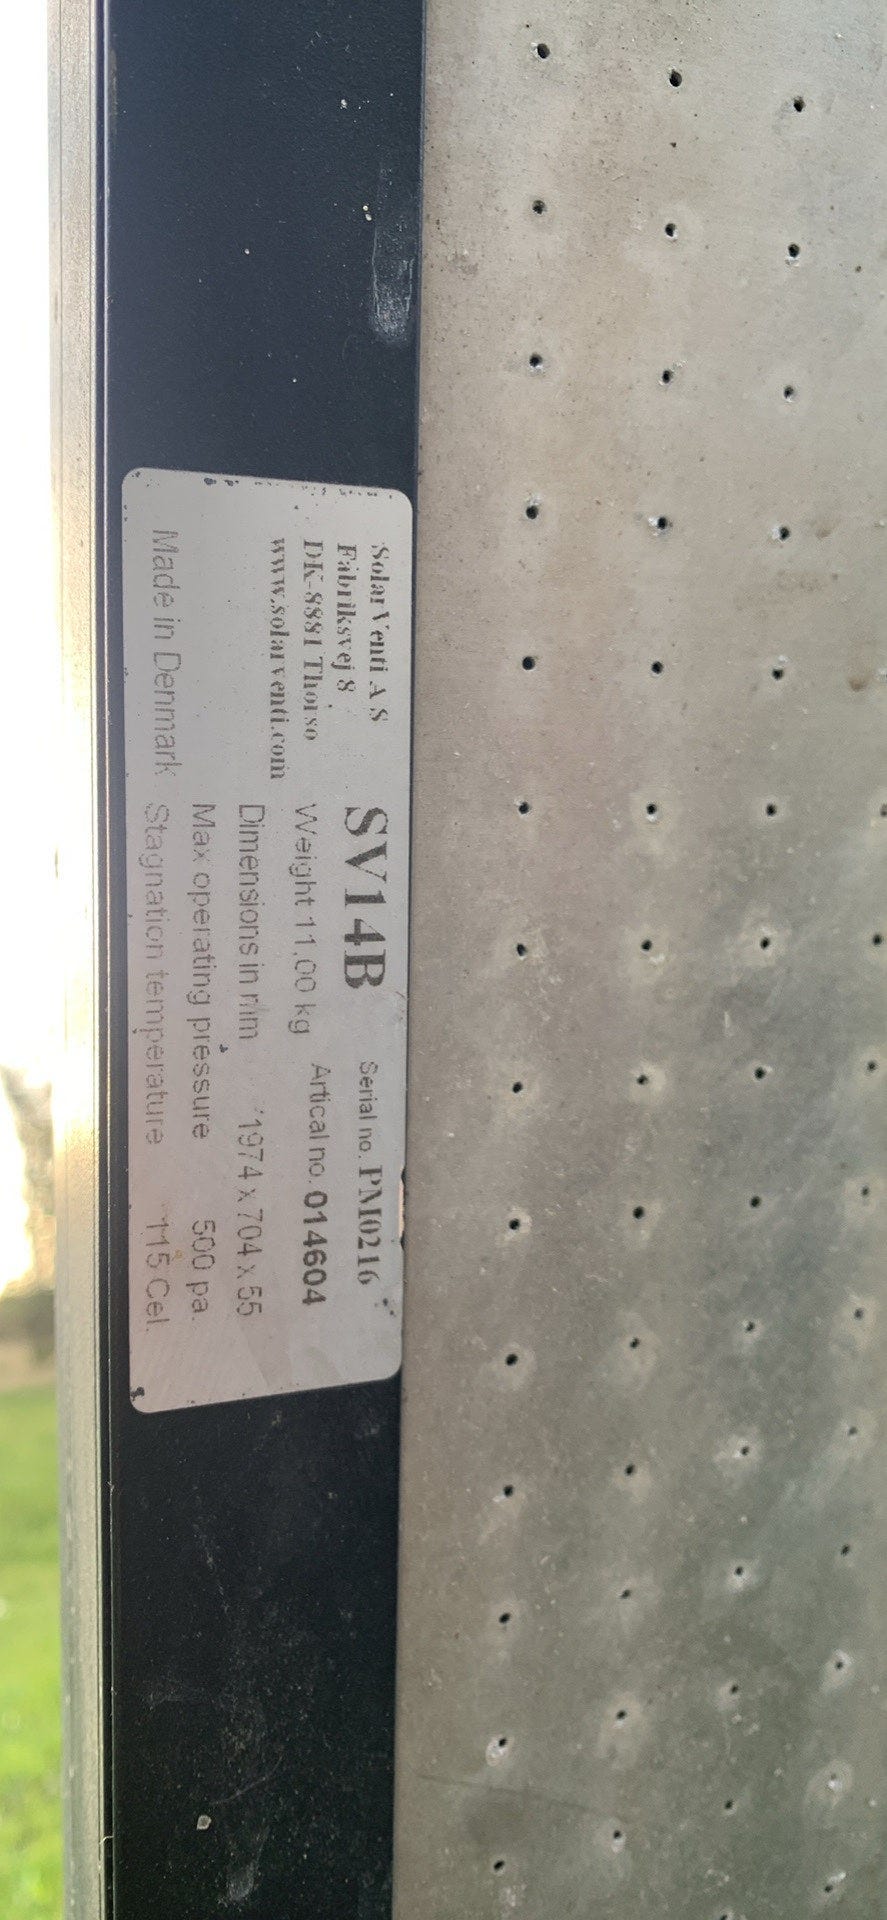 SolarVenti A S
Fabriksvej 8
DK-8881 Thorsø
www.solarventi.com
Made in Denmark
SV14B
Serial no. PM0216
Weight 11,00 kg
Artical no. 014604
Dimensions in mm 1974 x 704 x 55
Max operating pressure 500 pa.
Stagnation temperature 115 Cel.